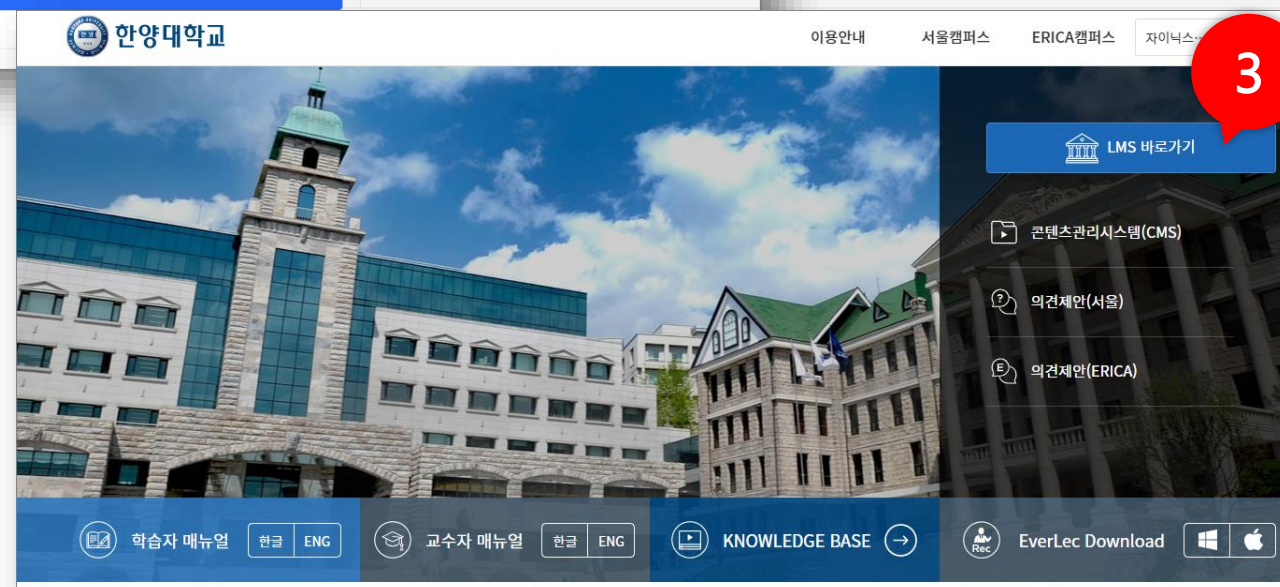 한양대학교
이용안내 서울캠퍼스 ERICA캠퍼스 자이닉스…
3
LMS 바로가기
콘텐츠관리시스템(CMS)
의견제안(서울)
의견제안(ERICA)
학습자 매뉴얼 한글 ENG 교수자 매뉴얼 한글 ENG KNOWLEDGE BASE Rec EverLec Download